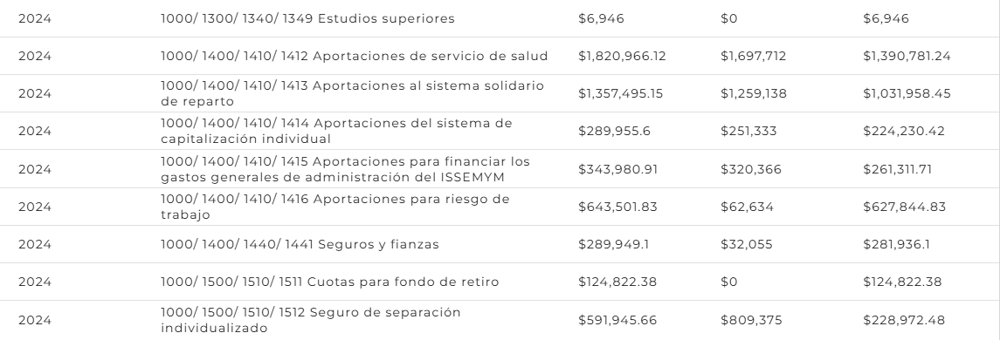 2024 1000/ 1300/ 1340/ 1349 Estudios superiores $6,946 $0 $6,946
2024 1000/ 1400/ 1410/ 1412 Aportaciones de servicio de salud $1,820,966.12 $1,697,712 $1,390,781.24
2024 1000/ 1400/ 1410/ 1413 Aportaciones al sistema solidario $1,357,495.15 $1,259,138 $1,031,958.45
de reparto
2024 1000/ 1400/ 1410/ 1414 Aportaciones del sistema de $289,955.6 $251,333 $224,230.42
capitalización individual
2024 1000/ 1400/ 1410/ 1415 Aportaciones para financiar los $343,980.91 $320,366 $261,311.71
gastos generales de administración del ISSEMYM
2024 1000/ 1400/ 1410/ 1416 Aportaciones para riesgo de $643,501.83 $62,634 $627,844.83
trabajo
2024 1000/ 1400/ 1440/ 1441 Seguros y fianzas $289,949.1 $32,055 $281,936.1
2024 1000/ 1500/ 1510/ 1511 Cuotas para fondo de retiro $124,822.38 $0 $124,822.38
2024 1000/ 1500/ 1510/ 1512 Seguro de separación $591,945.66 $809,375 $228,972.48
individualizado